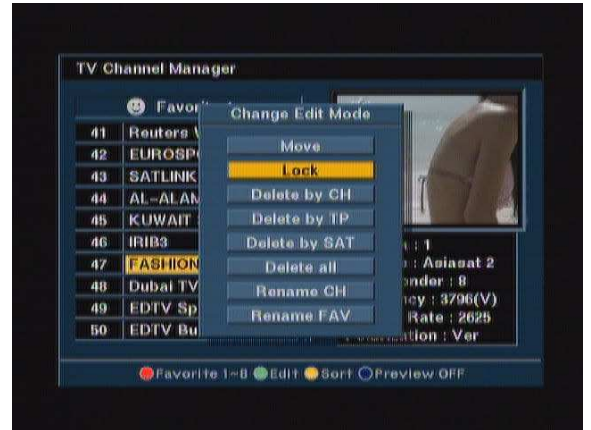 TV Channel Manager
Favorite
Change Edit Mode
41 Reuters
42 EUROSP
43 SATLINK
44 AL-ALAM
45 KUWAIT
46 IRIB3
47 FASHION
48 Dubai TV
49 EDTV Sp
50 EDTV Bu
Move
Lock
Delete by CH
Delete by TP
Delete by SAT
Delete all
Rename CH
Rename FAV
: 1
: Asiasat 2
onder : 8
ncy : 3796(V)
Rate : 2625
: Ver
Favorite 1~8 Edit Sort Preview OFF